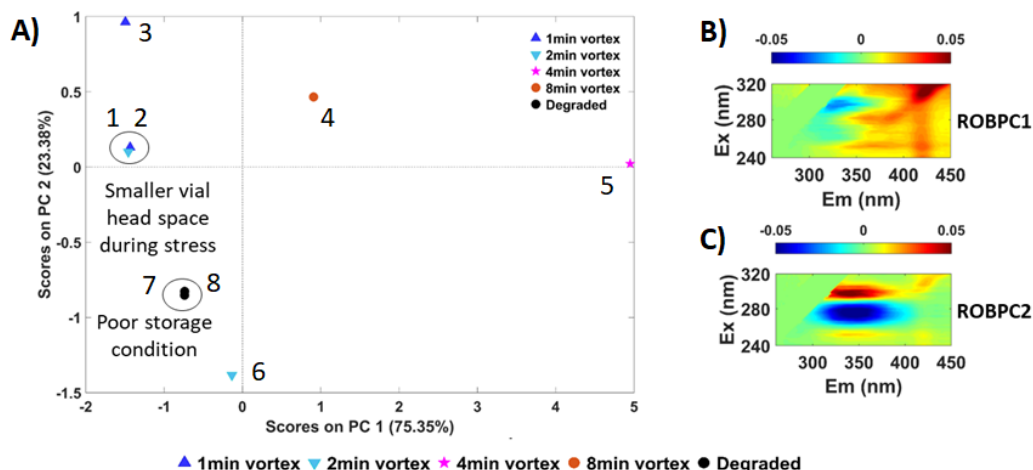 A)
1
0.5
0
-0.5
-1
-1.5
Scores on PC 2 (23.38%)
-2
-1
0
1
2
3
4
5
Scores on PC 1 (75.35%)
3
1 2
4
5
6
7 8
Smaller vial
head space
during stress
Poor storage
condition
1min vortex
2min vortex
4min vortex
8min vortex
Degraded
B)
-0.05 0 0.05
320
280
240
Ex (nm)
300 350 400 450
Em (nm)
ROBPC1
C)
-0.05 0 0.05
320
280
240
Ex (nm)
300 350 400 450
Em (nm)
ROBPC2
1min vortex 2min vortex 4min vortex 8min vortex Degraded